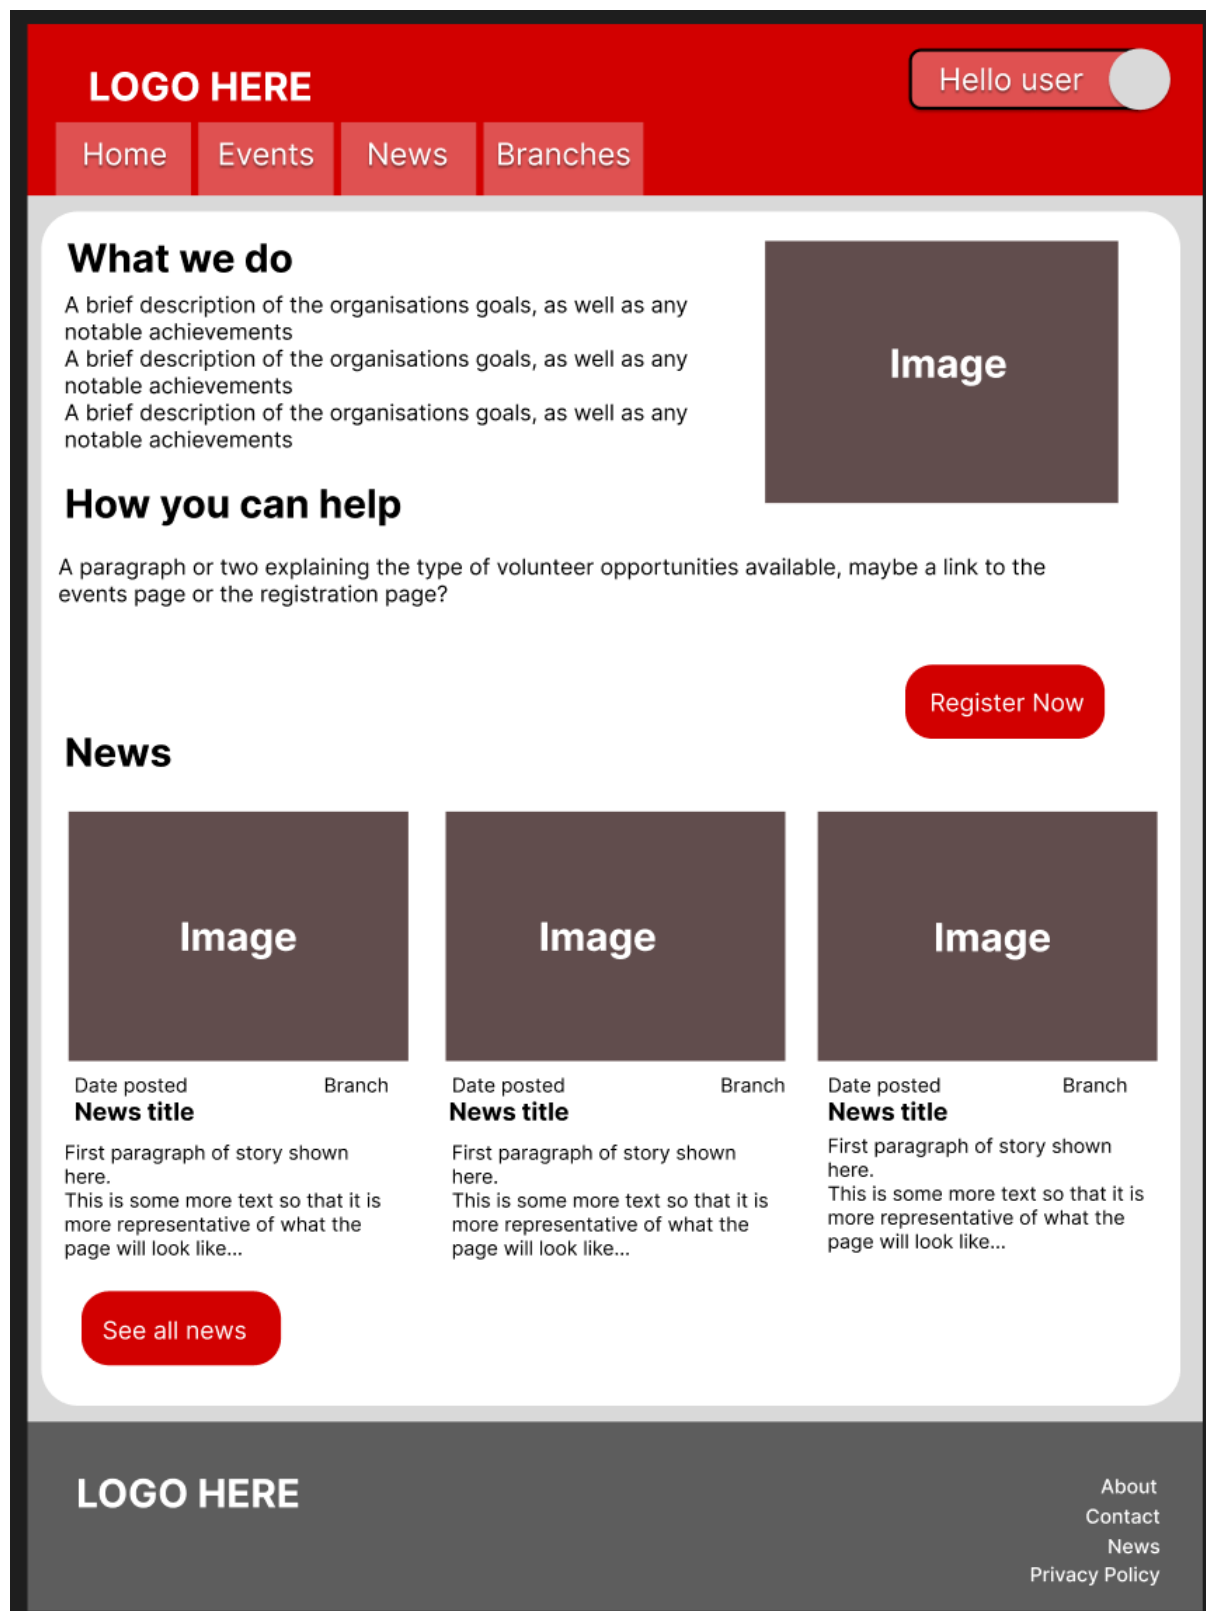 LOGO HERE
Hello user
Home
Events
News
Branches
What we do
A brief description of the organisations goals, as well as any
notable achievements
A brief description of the organisations goals, as well as any
notable achievements
A brief description of the organisations goals, as well as any
notable achievements
Image
How you can help
A paragraph or two explaining the type of volunteer opportunities available, maybe a link to the
events page or the registration page?
Register Now
News
Image
Date posted
Branch
News title
First paragraph of story shown
here.
This is some more text so that it is
more representative of what the
page will look like...
Image
Date posted
Branch
News title
First paragraph of story shown
here.
This is some more text so that it is
more representative of what the
page will look like...
Image
Date posted
Branch
News title
First paragraph of story shown
here.
This is some more text so that it is
more representative of what the
page will look like...
See all news
LOGO HERE
About
Contact
News
Privacy Policy